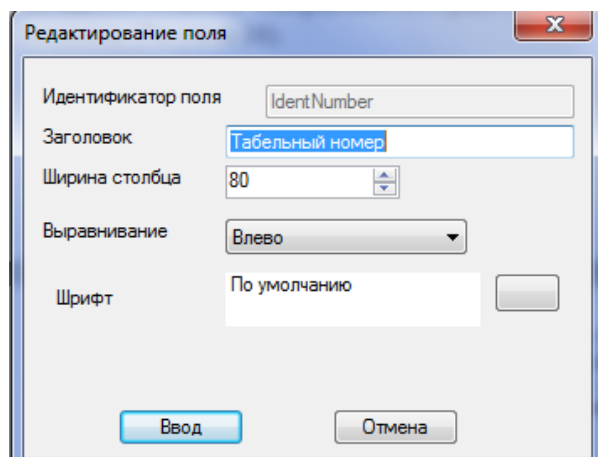 Редактирование поля
Идентификатор поля IdentNumber
Заголовок Табельный номер
Ширина столбца 80
Выравнивание Влево
Шрифт По умолчанию
Ввод Отмена